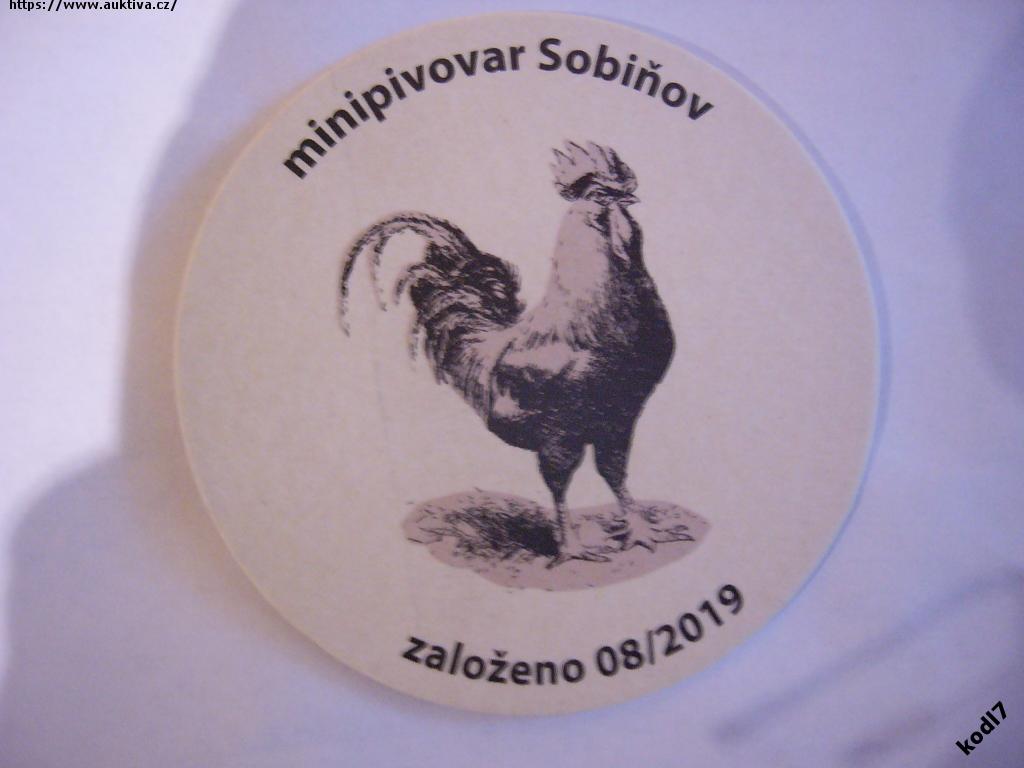 https://www.auktiva.cz/
minipivovar Sobiňov
založeno 08/2019
kodl7